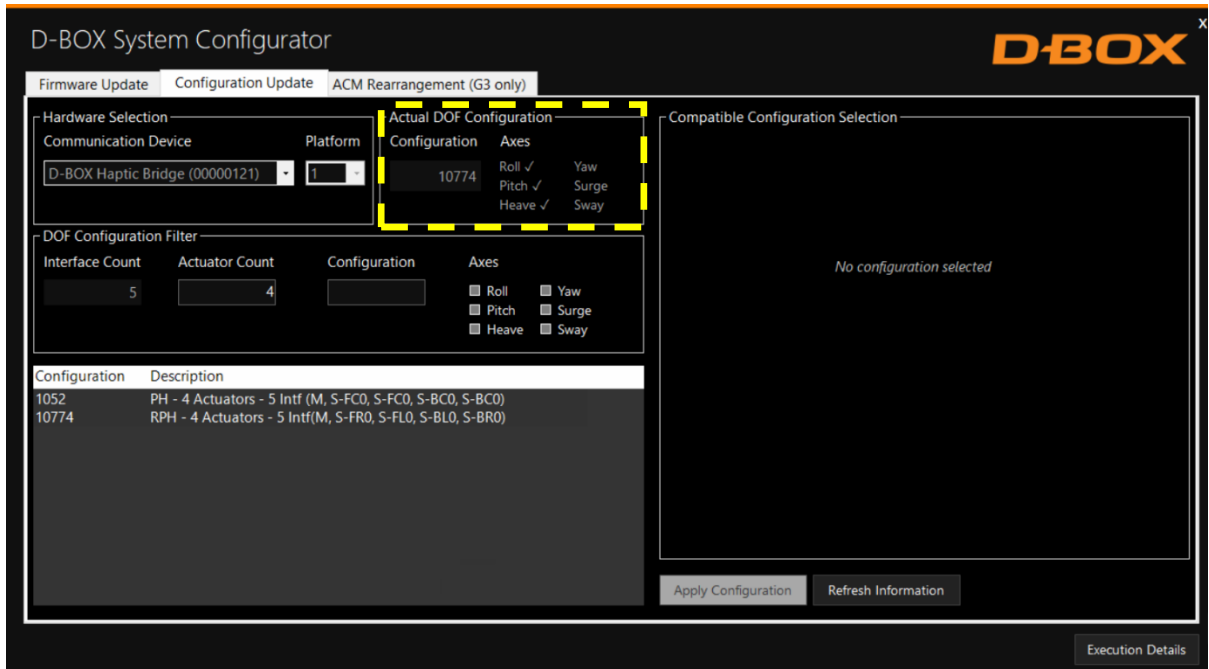 D-BOX System Configurator
x
D-BOX
Firmware Update
Configuration Update
ACM Rearrangement (G3 only)
Hardware Selection
Communication Device
Platform
D-BOX Haptic Bridge (00000121)
1
Actual DOF Configuration
Configuration
Axes
10774
Roll ✓
Yaw
Pitch ✓
Surge
Heave ✓
Sway
DOF Configuration Filter
Interface Count
Actuator Count
Configuration
Axes
5
4
Roll
Yaw
Pitch
Surge
Heave
Sway
Configuration Description
1052 PH - 4 Actuators - 5 Intf (M, S-FC0, S-FC0, S-BC0, S-BC0)
10774 RPH - 4 Actuators - 5 Intf(M, S-FR0, S-FL0, S-BL0, S-BR0)
Compatible Configuration Selection
No configuration selected
Apply Configuration
Refresh Information
Execution Details